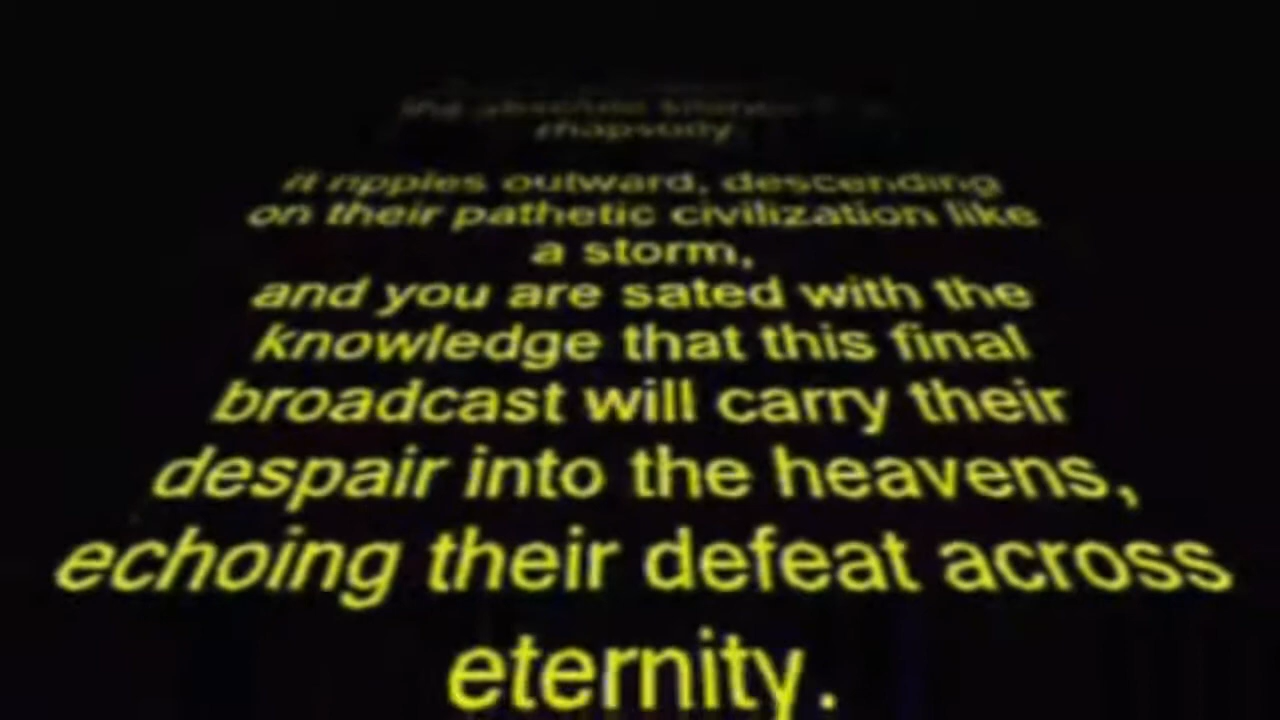 rhapsody
it ripples outward, descending
on their pathetic civilization like
a storm,
and you are sated with the
knowledge that this final
broadcast will carry their
despair into the heavens,
echoing their defeat across
eternity.